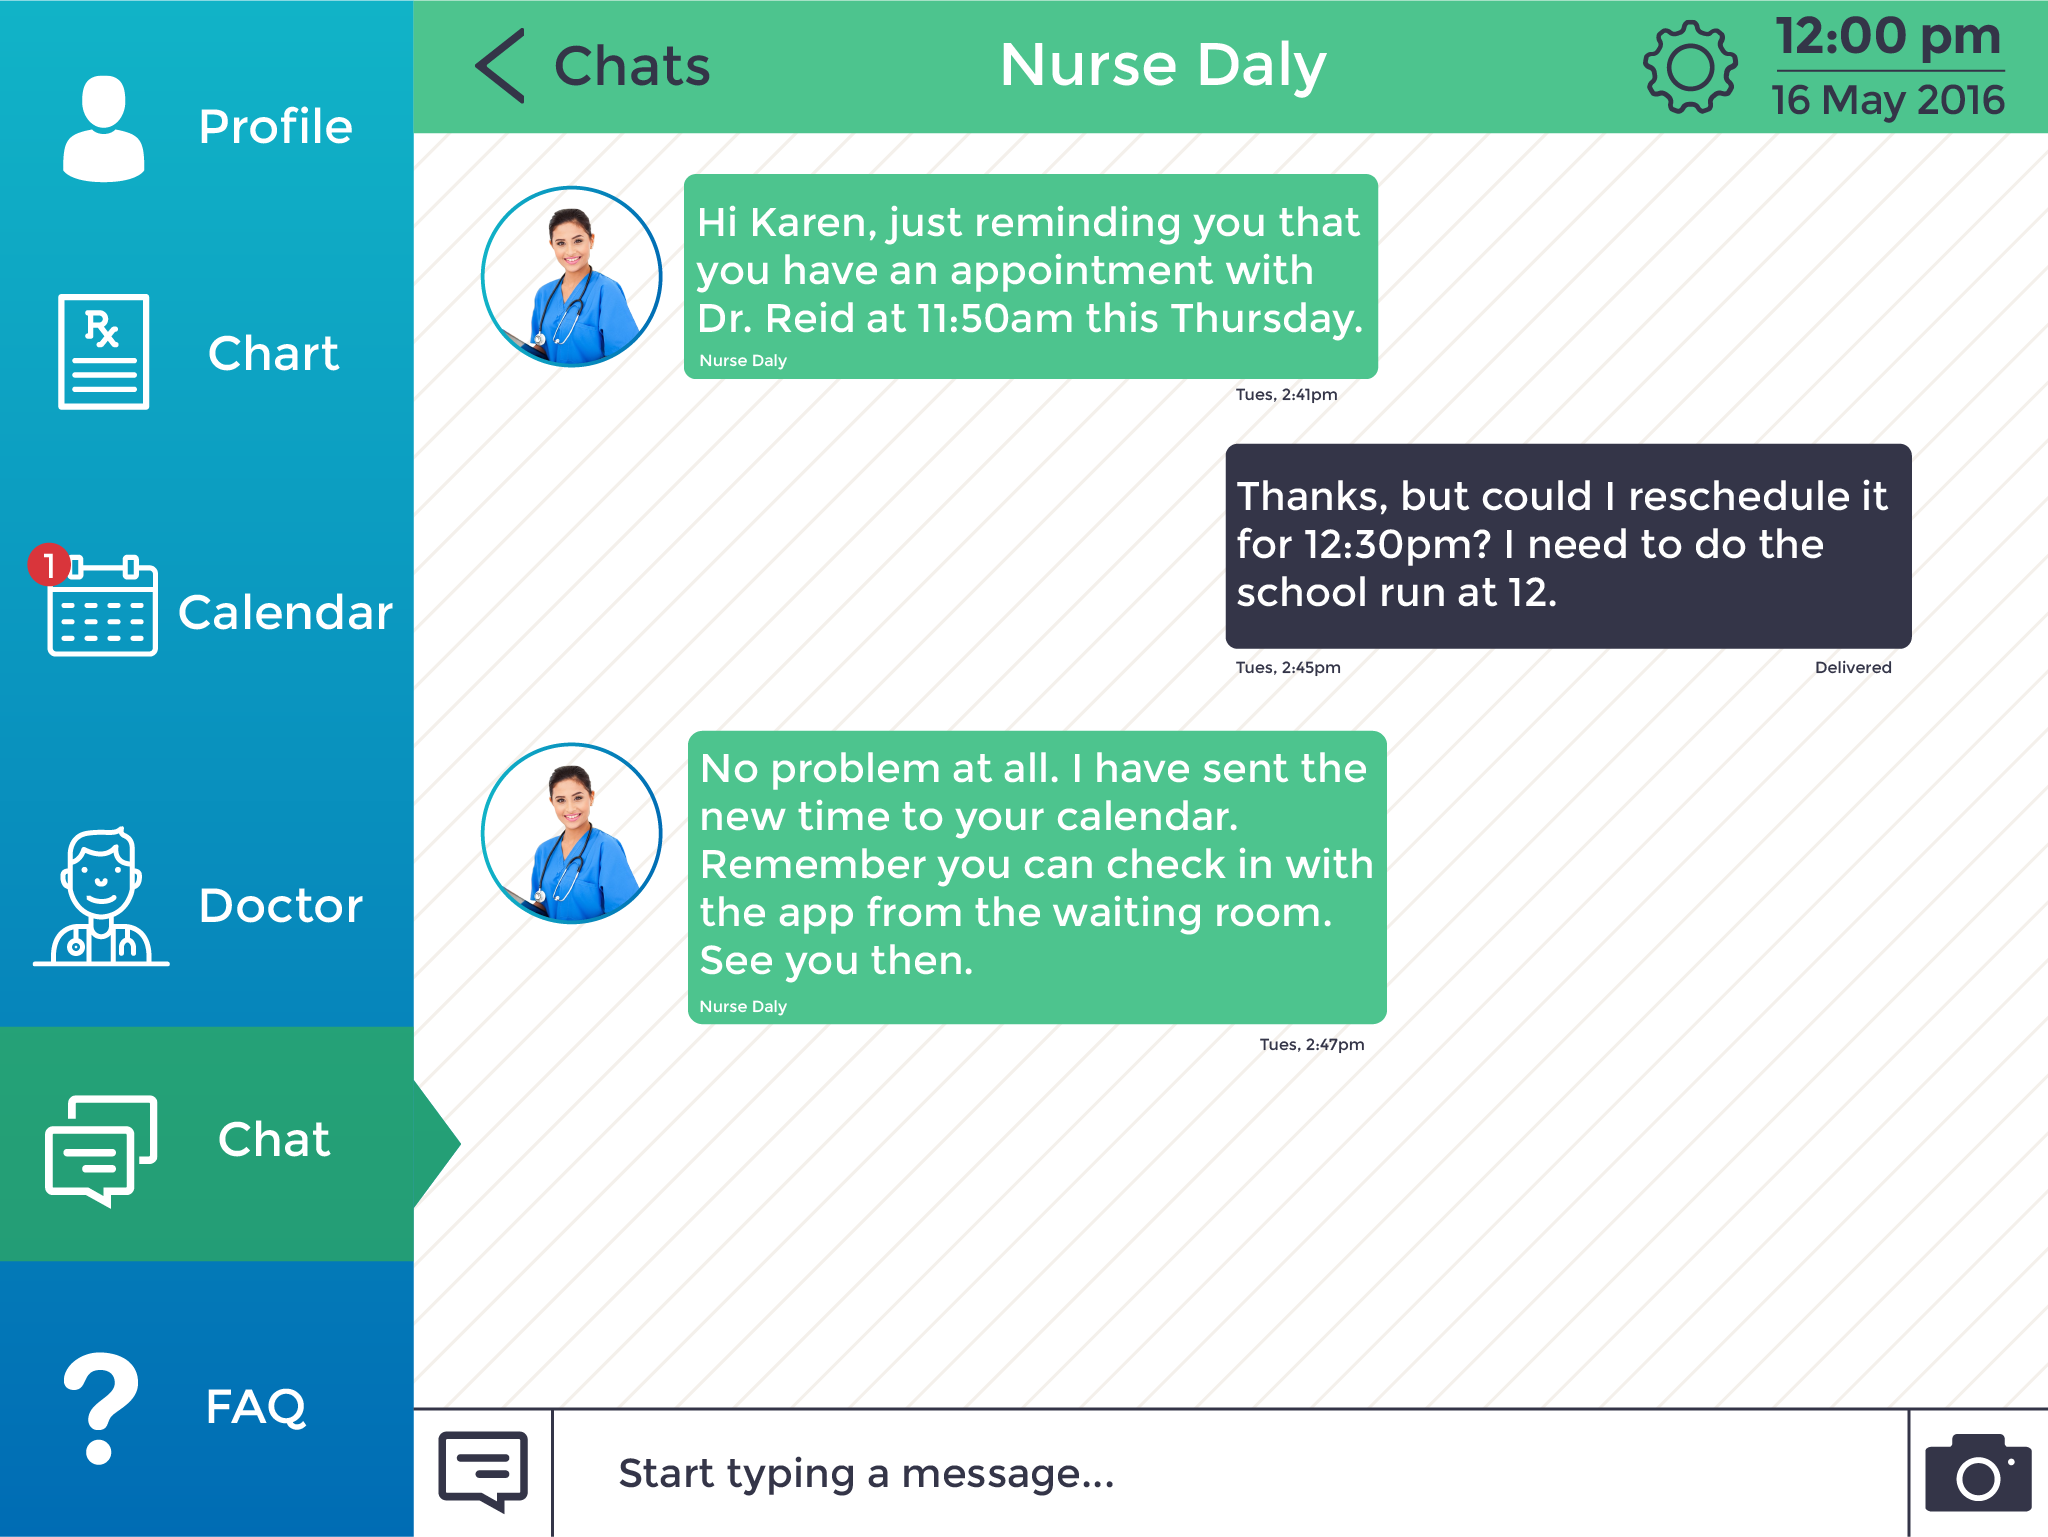 Profile
Chart
1
Calendar
Doctor
Chat
FAQ
Chats
Nurse Daly
12:00 pm
16 May 2016
Hi Karen, just reminding you that
you have an appointment with
Dr. Reid at 11:50am this Thursday.
Nurse Daly
Tues, 2:41pm
Thanks, but could I reschedule it
for 12:30pm? I need to do the
school run at 12.
Tues, 2:45pm
Delivered
No problem at all. I have sent the
new time to your calendar.
Remember you can check in with
the app from the waiting room.
See you then.
Nurse Daly
Tues, 2:47pm
Start typing a message...
Rx